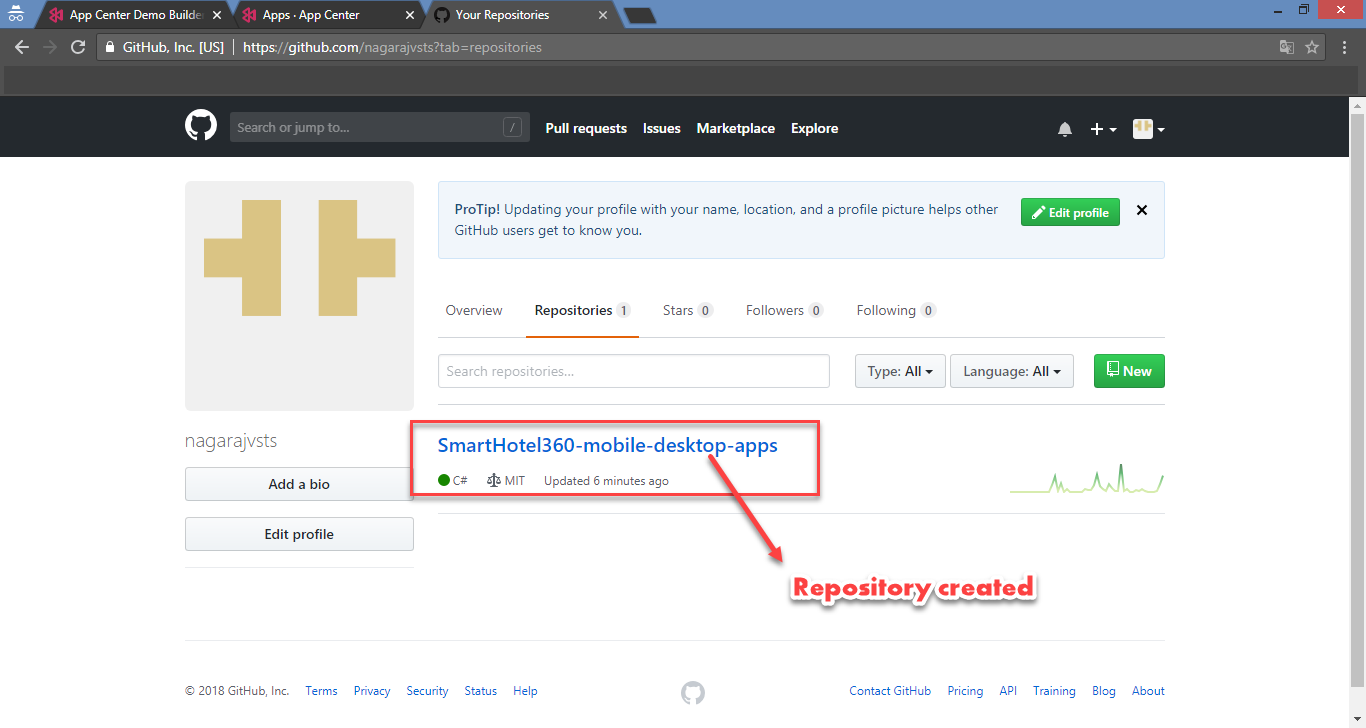 App Center Demo Builde
Apps · App Center
Your Repositories
GitHub, Inc. [US]
https://github.com/nagarajvsts?tab=repositories
Search or jump to...
/
Pull requests
Issues
Marketplace
Explore
ProTip! Updating your profile with your name, location, and a profile picture helps other
GitHub users get to know you.
Edit profile
Overview
Repositories 1
Stars 0
Followers 0
Following 0
Search repositories...
Type: All
Language: All
New
SmartHotel360-mobile-desktop-apps
C#
MIT
Updated 6 minutes ago
nagarajvsts
Add a bio
Edit profile
Repository created
© 2018 GitHub, Inc.
Terms
Privacy
Security
Status
Help
Contact GitHub
Pricing
API
Training
Blog
About